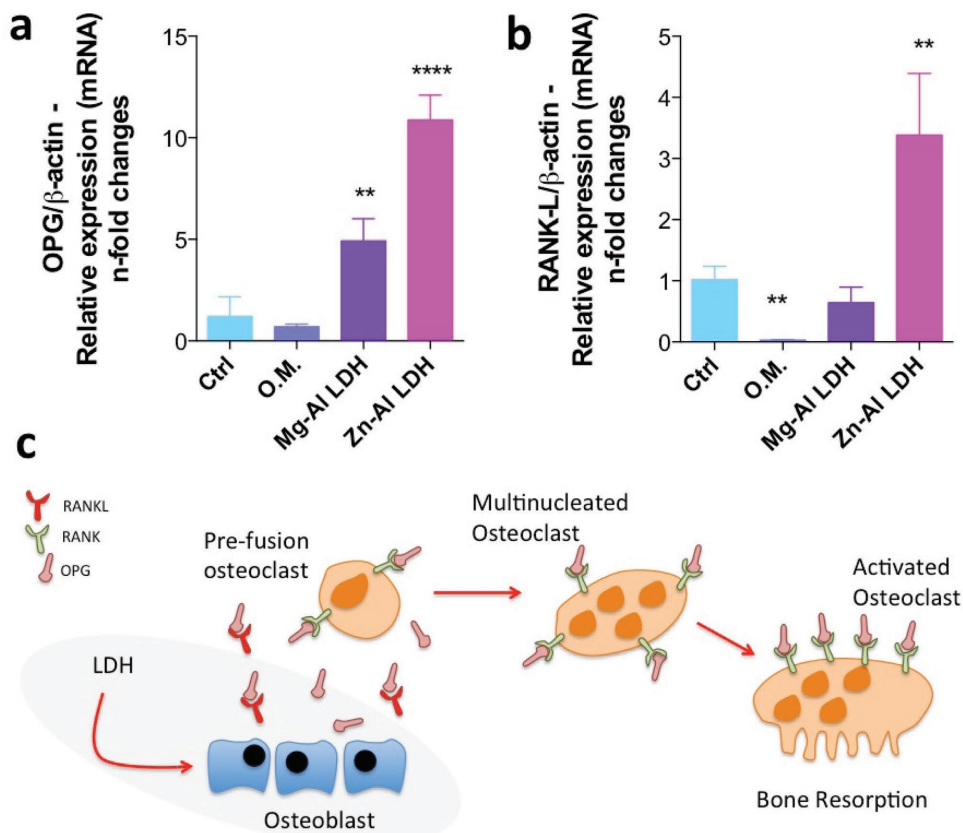 a
OPG/β-actin -
Relative expression (mRNA)
n-fold changes
15
10
5
0
**
****
Ctrl
O.M.
Mg-Al LDH
Zn-Al LDH
b
RANK-L/β-actin -
Relative expression (mRNA)
n-fold changes
5
4
3
2
1
0
**
**
Ctrl
O.M.
Mg-Al LDH
Zn-Al LDH
c
RANKL
RANK
OPG
Pre-fusion
osteoclast
Multinucleated
Osteoclast
Activated
Osteoclast
LDH
Osteoblast
Bone Resorption